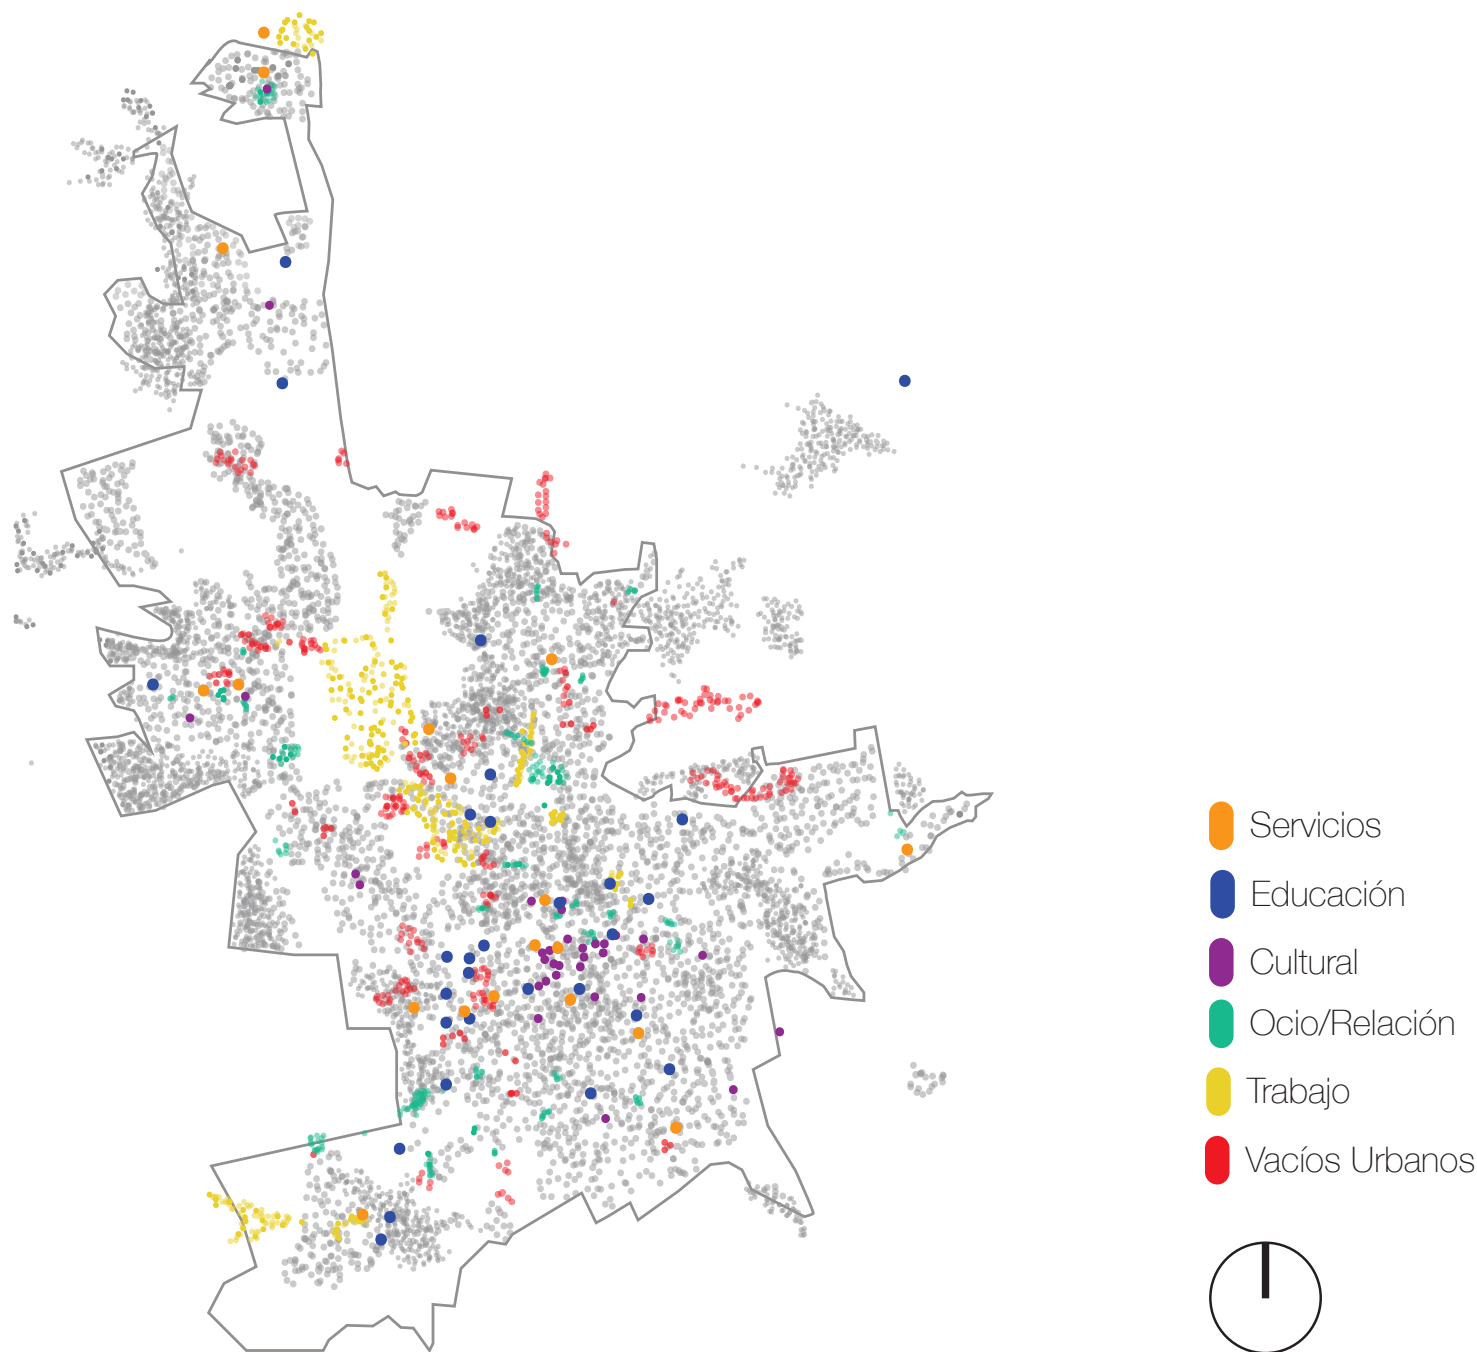 Servicios
Educación
Cultural
Ocio/Relación
Trabajo
Vacíos Urbanos